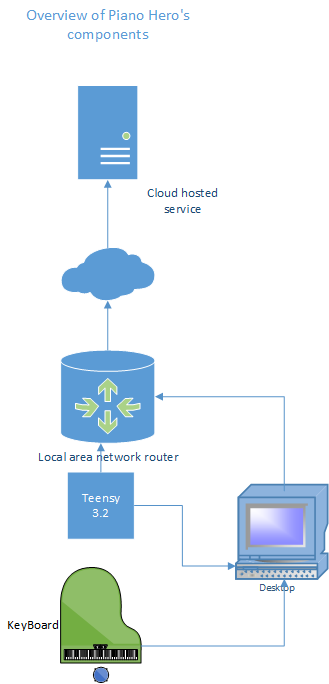 Overview of Piano Hero's
components
Cloud hosted
service
Local area network router
Teensy
3.2
Desktop
KeyBoard